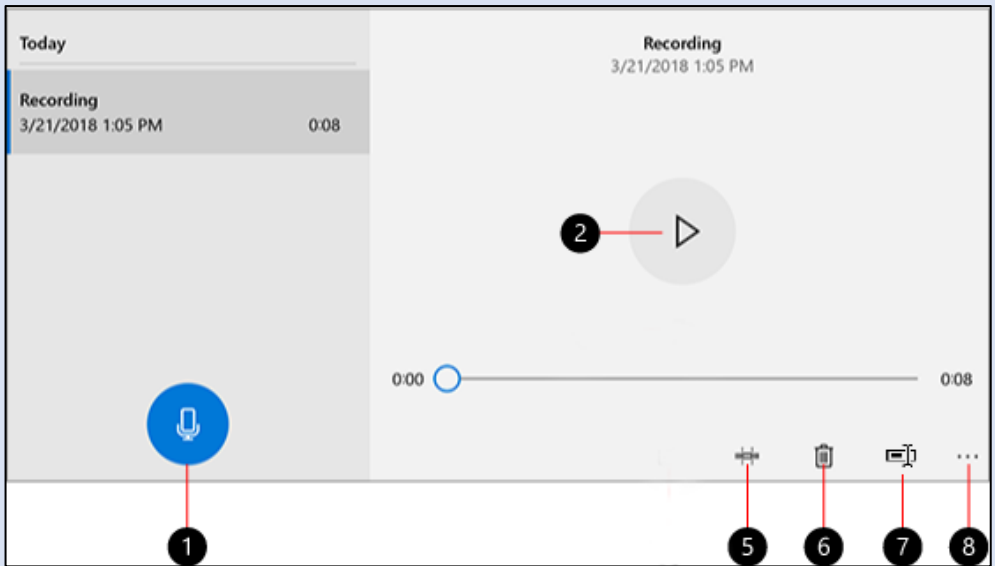 Today
Recording
3/21/2018 1:05 PM 0:08
Recording
3/21/2018 1:05 PM
2
0:00 0:08
1
5 6 7 8